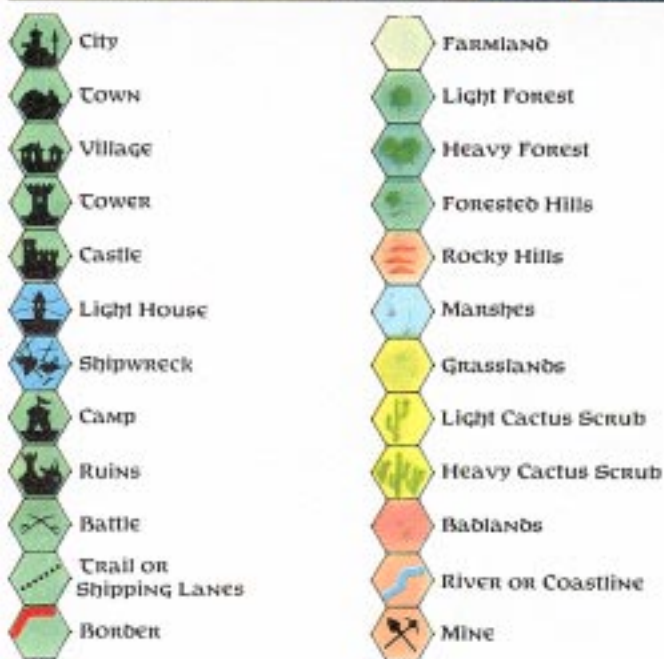 City
Town
Village
Tower
Castle
Light House
Shipwreck
Camp
Ruins
Battle
Trail or
Shipping Lanes
Border
Farmland
Light Forest
Heavy Forest
Forested Hills
Rocky Hills
Marshes
Grasslands
Light Cactus Scrub
Heavy Cactus Scrub
Badlands
River or Coastline
Mine